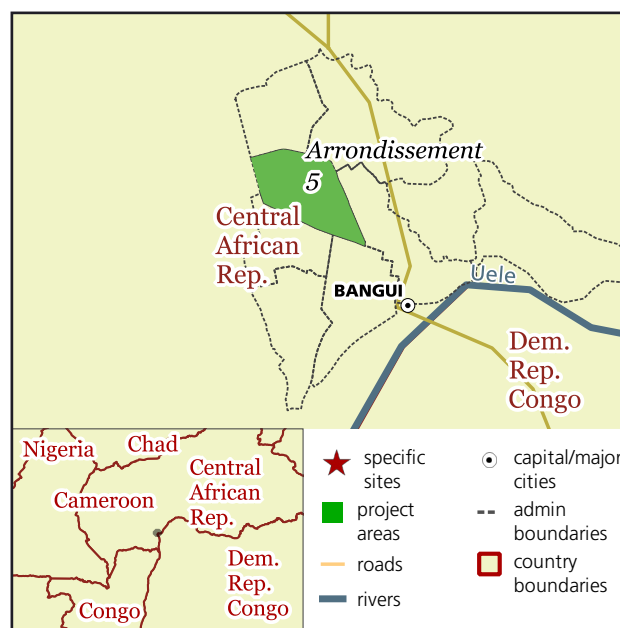 Arrondissement
5
Central
African
Rep.
BANGUI
Uele
Dem.
Rep.
Congo
Nigeria
Chad
Cameroon
Central
African
Rep.
Dem.
Rep.
Congo
Congo
specific
sites
project
areas
roads
rivers
capital/major
cities
admin
boundaries
country
boundaries